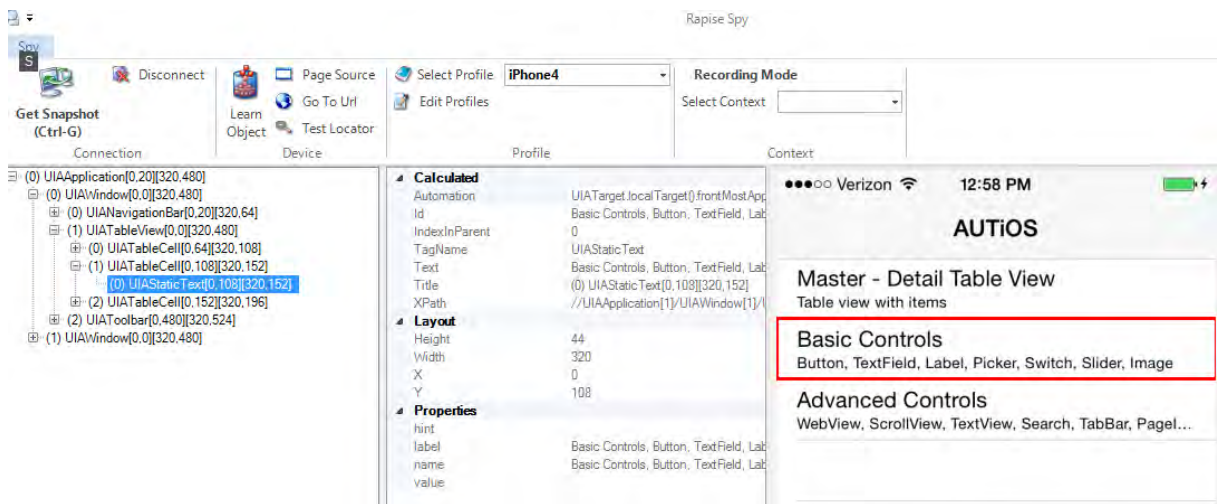 Rapise Spy
Spy
S
Get Snapshot
(Ctrl-G)
Disconnect
Connection
Learn
Object
Page Source
Go To Url
Test Locator
Device
Select Profile iPhone4
Edit Profiles
Profile
Recording Mode
Select Context
Context
(0) UIAApplication[0,20][320,480]
(0) UIAWindow[0,0][320,480]
(0) UIANavigationBar[0,20][320,64]
(1) UIATableView[0,0][320,480]
(0) UIATableCell[0,64][320,108]
(1) UIATableCell[0,108][320,152]
(0) UIAStaticText[0,108][320,152]
(2) UIATableCell[0,152][320,196]
(2) UIAToolbar[0,480][320,524]
(1) UIAWindow[0,0][320,480]
Calculated
Automation UIATarget.localTarget().frontMostApp
Id Basic Controls, Button, TextField, Lab
IndexInParent 0
TagName UIAStaticText
Text Basic Controls, Button, TextField, Lab
Title (0) UIAStaticText[0,108][320,152]
XPath //UIAApplication[1]/UIAWindow[1]/U
Layout
Height 44
Width 320
X 0
Y 108
Properties
hint
label Basic Controls, Button, TextField, Lab
name Basic Controls, Button, TextField, Lab
value
Verizon 12:58 PM
AUTiOS
Master - Detail Table View
Table view with items
Basic Controls
Button, TextField, Label, Picker, Switch, Slider, Image
Advanced Controls
WebView, ScrollView, TextView, Search, TabBar, PageI...